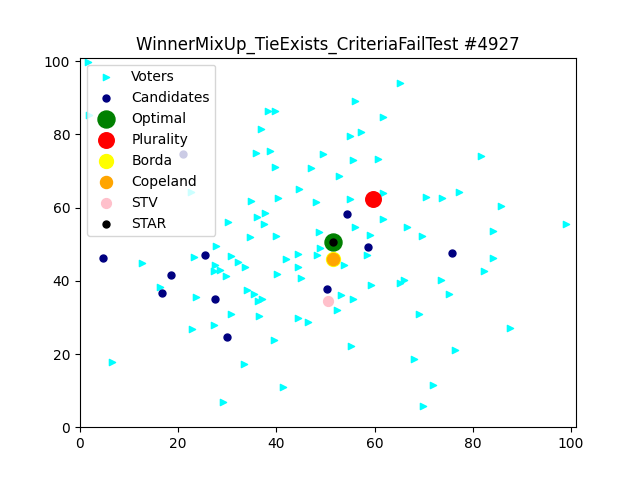 WinnerMixUp_TieExists_CriteriaFailTest #4927
100
80
60
40
20
0
Voters
Candidates
Optimal
Plurality
Borda
Copeland
STV
STAR
0 20 40 60 80 100